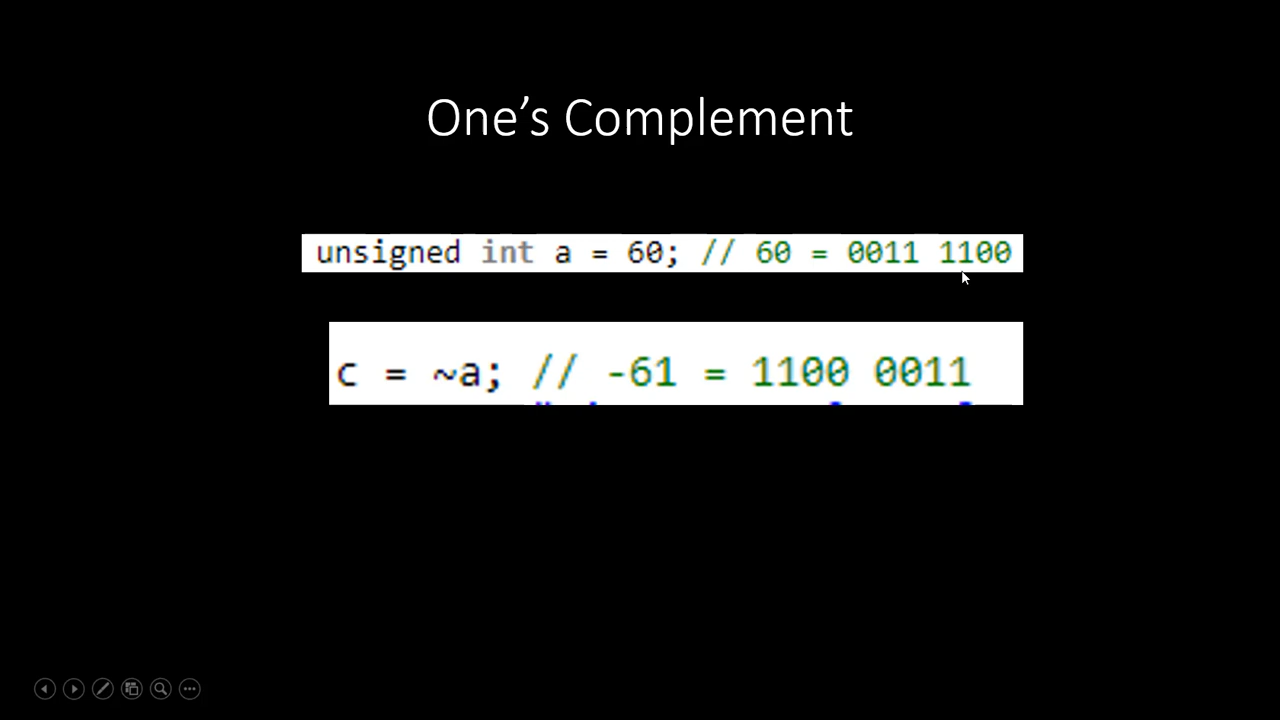 One’s Complement
unsigned int a = 60; // 60 = 0011 1100
c = ~a; // -61 = 1100 0011